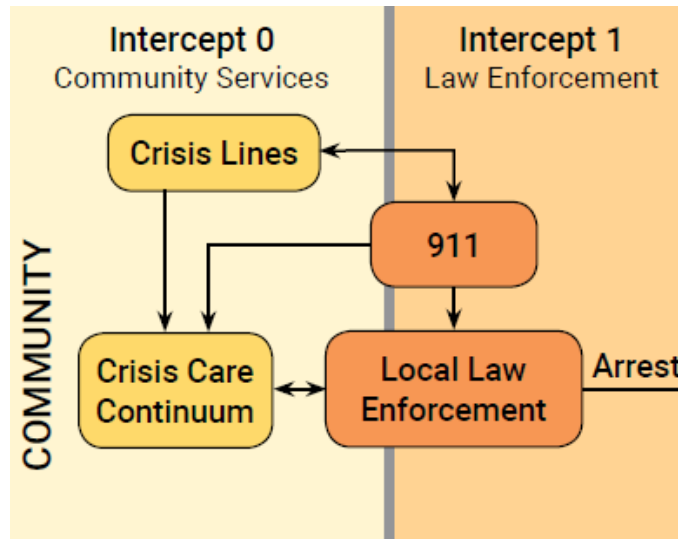 Intercept 0
Community Services
Intercept 1
Law Enforcement
Crisis Lines
911
COMMUNITY
Crisis Care
Continuum
Local Law
Enforcement
Arrest